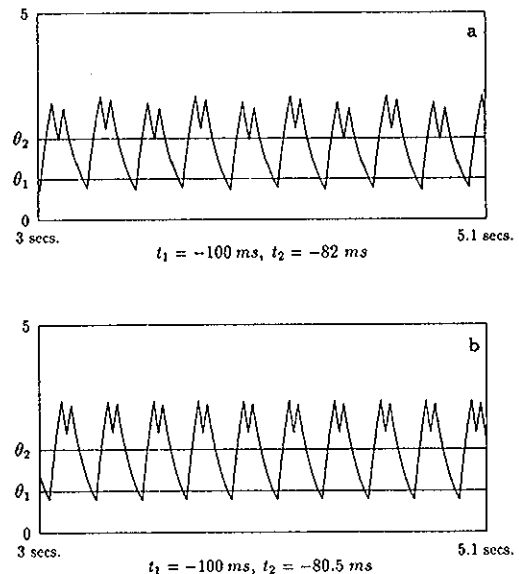 5
a
θ₂
θ₁
0
3 secs.
5.1 secs.
t₁ = -100 ms, t₂ = -82 ms
5
b
θ₂
θ₁
0
3 secs.
5.1 secs.
t₁ = -100 ms, t₂ = -80.5 ms